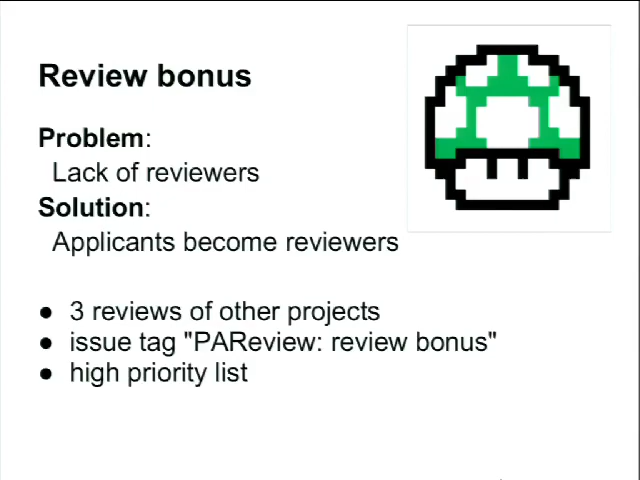 Review bonus
Problem:
Lack of reviewers
Solution:
Applicants become reviewers
● 3 reviews of other projects
● issue tag "PAReview: review bonus"
● high priority list